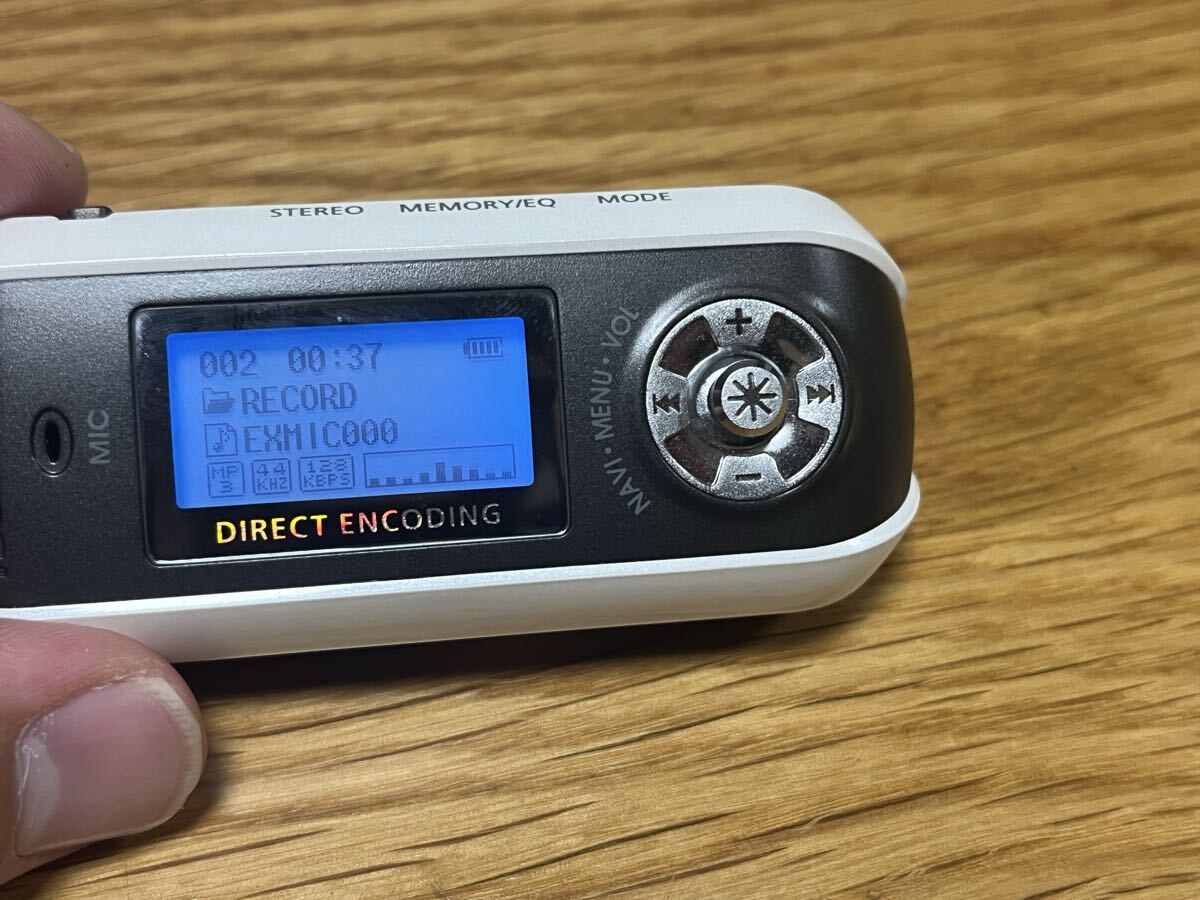 STEREO MEMORY/EQ MODE
MIC
002 00:37
RECORD
EXMIC000
MP3 44KHZ 128KBPS
DIRECT ENCODING
NAVI・MENU・VOL
+
−